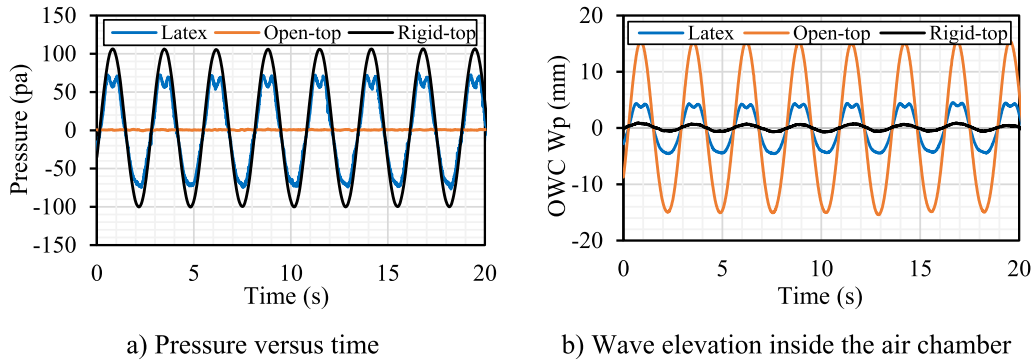 150
100
50
0
-50
-100
-150
Pressure (pa)
Latex
Open-top
Rigid-top
0
5
10
15
20
Time (s)
a) Pressure versus time
20
10
0
-10
-20
OWC Wp (mm)
Latex
Open-top
Rigid-top
0
5
10
15
20
Time (s)
b) Wave elevation inside the air chamber